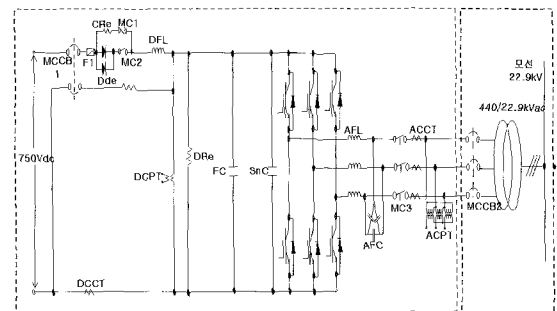 CRe MC1
DFL
MCCB
1
F1
MC2
Dde
모선
22.9kV
440/22.9kVac
AFL
ACCT
750Vdc
DCPT
DRe
FC
SnC
MC3
MCCB2
AFC
ACPT
DCCT